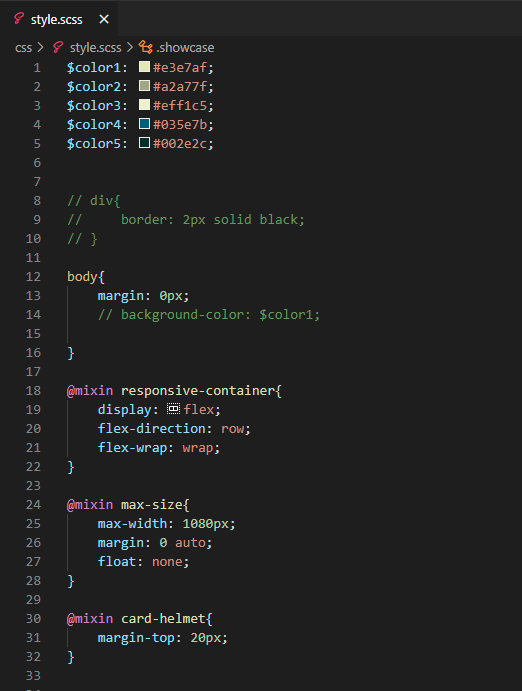 style.scss ×
css > style.scss > .showcase
1 $color1: #e3e7af;
2 $color2: #a2a77f;
3 $color3: #eff1c5;
4 $color4: #035e7b;
5 $color5: #002e2c;
6
7
8 // div{
9 //     border: 2px solid black;
10 // }
11
12 body{
13     margin: 0px;
14     // background-color: $color1;
15
16 }
17
18 @mixin responsive-container{
19     display: flex;
20     flex-direction: row;
21     flex-wrap: wrap;
22 }
23
24 @mixin max-size{
25     max-width: 1080px;
26     margin: 0 auto;
27     float: none;
28 }
29
30 @mixin card-helmet{
31     margin-top: 20px;
32 }
33